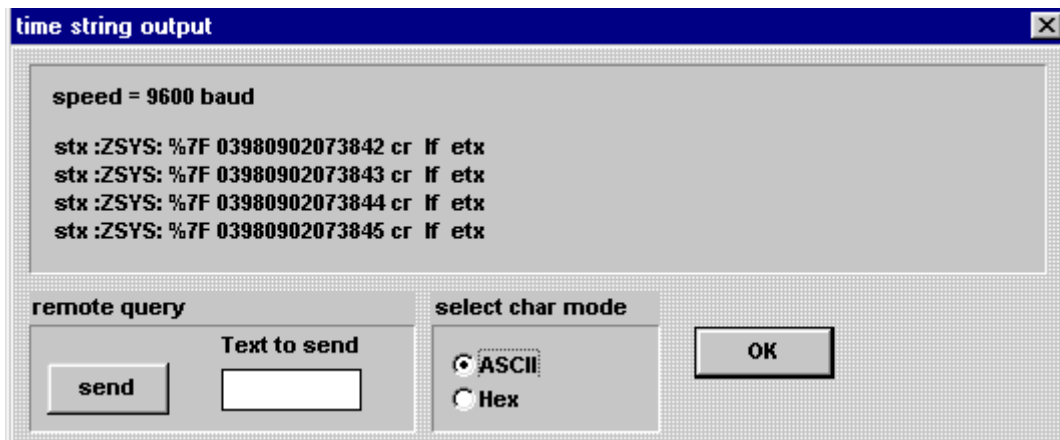 time string output
speed = 9600 baud
stx :ZSYS: %7F 03980902073842 cr lf etx
stx :ZSYS: %7F 03980902073843 cr lf etx
stx :ZSYS: %7F 03980902073844 cr lf etx
stx :ZSYS: %7F 03980902073845 cr lf etx
remote query
Text to send
send
select char mode
ASCII
Hex
OK